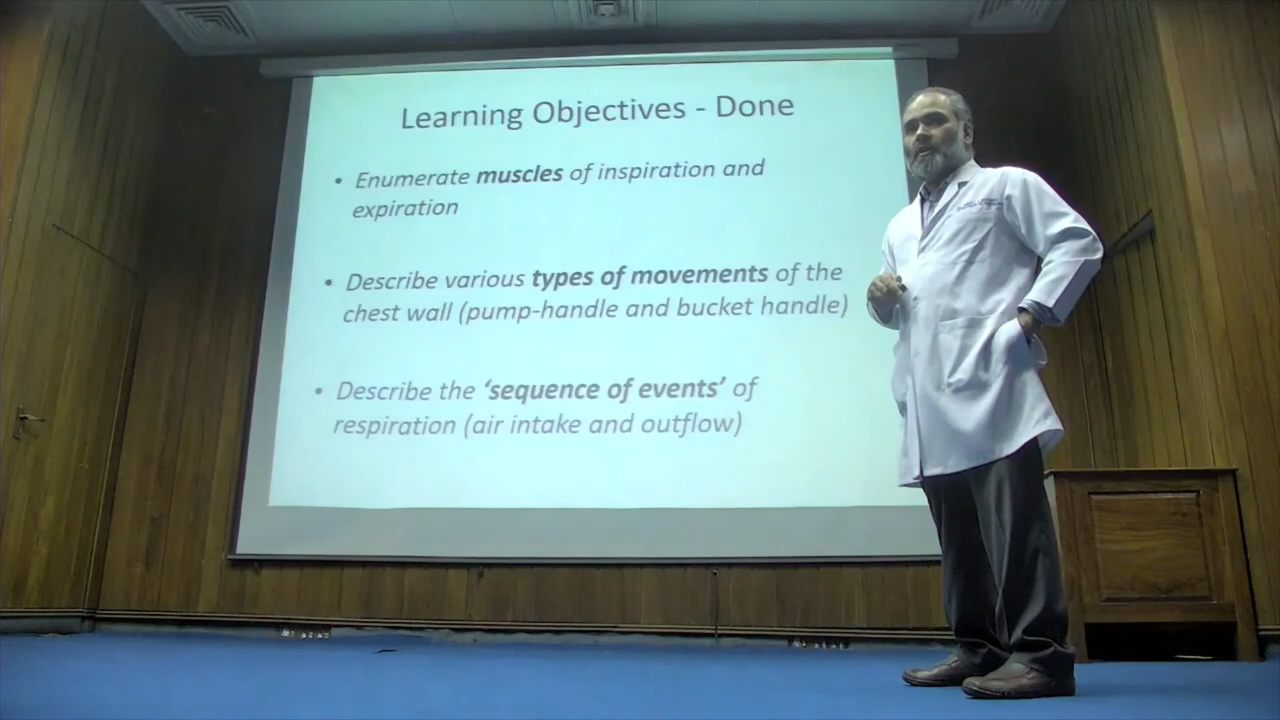 Learning Objectives - Done
• Enumerate muscles of inspiration and
expiration
• Describe various types of movements of the
chest wall (pump-handle and bucket handle)
• Describe the ‘sequence of events’ of
respiration (air intake and outflow)